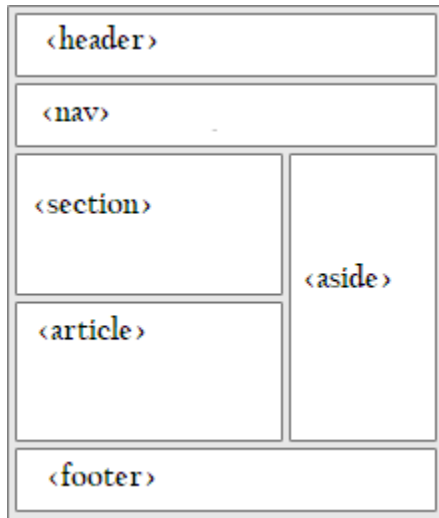 ‹header›
‹nav›
‹section›
‹aside›
‹article›
‹footer›